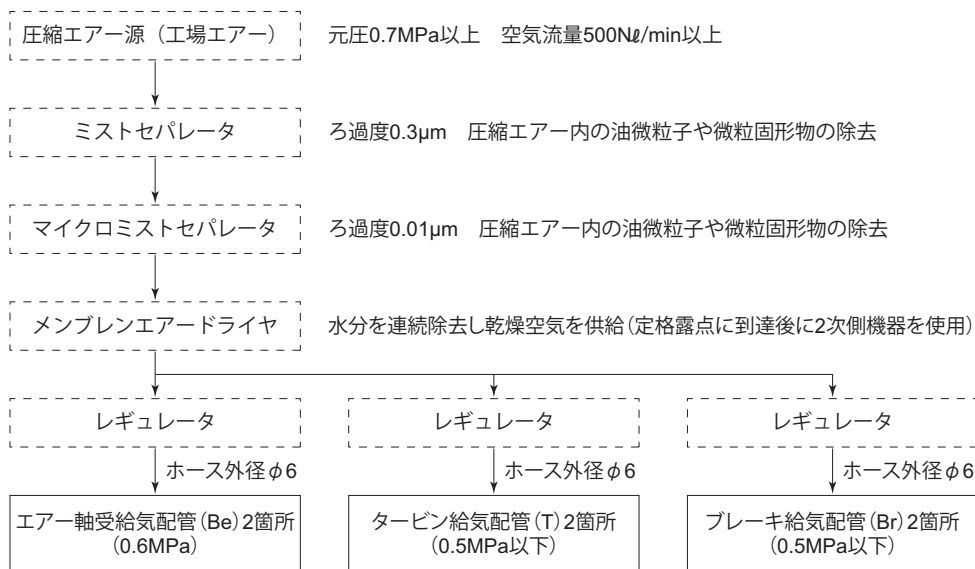 圧縮エアー源（工場エアー） 元圧0.7MPa以上　空気流量500Nℓ/min以上
ミストセパレータ ろ過度0.3μm　圧縮エアー内の油微粒子や微粒固形物の除去
マイクロミストセパレータ ろ過度0.01μm　圧縮エアー内の油微粒子や微粒固形物の除去
メンブレンエアードライヤ 水分を連続除去し乾燥空気を供給（定格露点に到達後に2次側機器を使用）
レギュレータ レギュレータ レギュレータ
ホース外径φ6 ホース外径φ6 ホース外径φ6
エアー軸受給気配管（Be）2箇所 タービン給気配管（T）2箇所 ブレーキ給気配管（Br）2箇所
（0.6MPa） （0.5MPa以下） （0.5MPa以下）